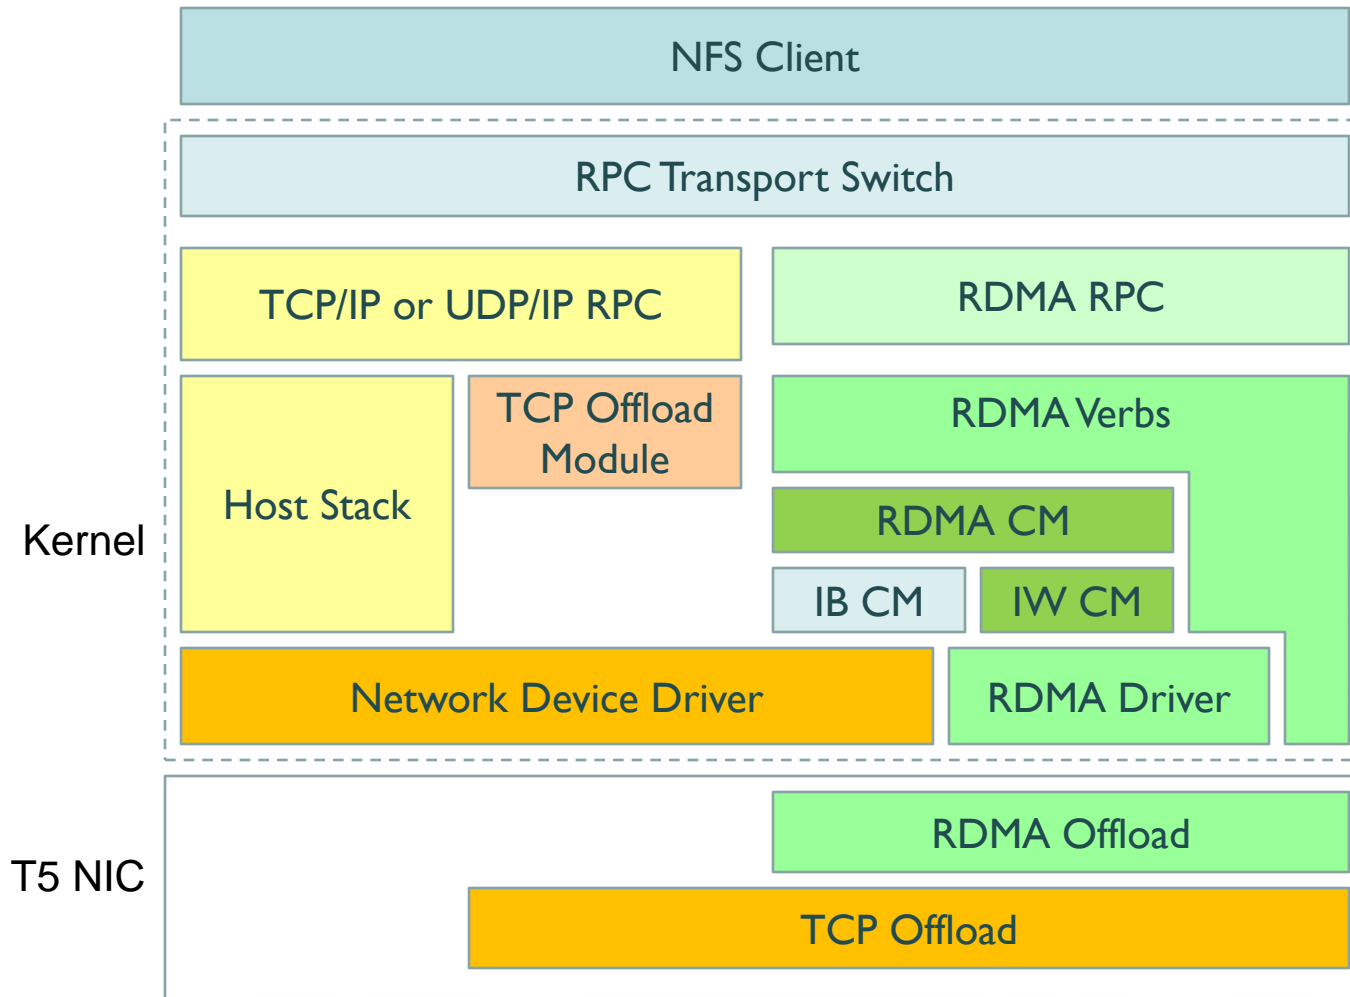 NFS Client
RPC Transport Switch
TCP/IP or UDP/IP RPC
RDMA RPC
Host Stack
TCP Offload
Module
RDMA Verbs
RDMA CM
IB CM
IW CM
Kernel
Network Device Driver
RDMA Driver
T5 NIC
RDMA Offload
TCP Offload